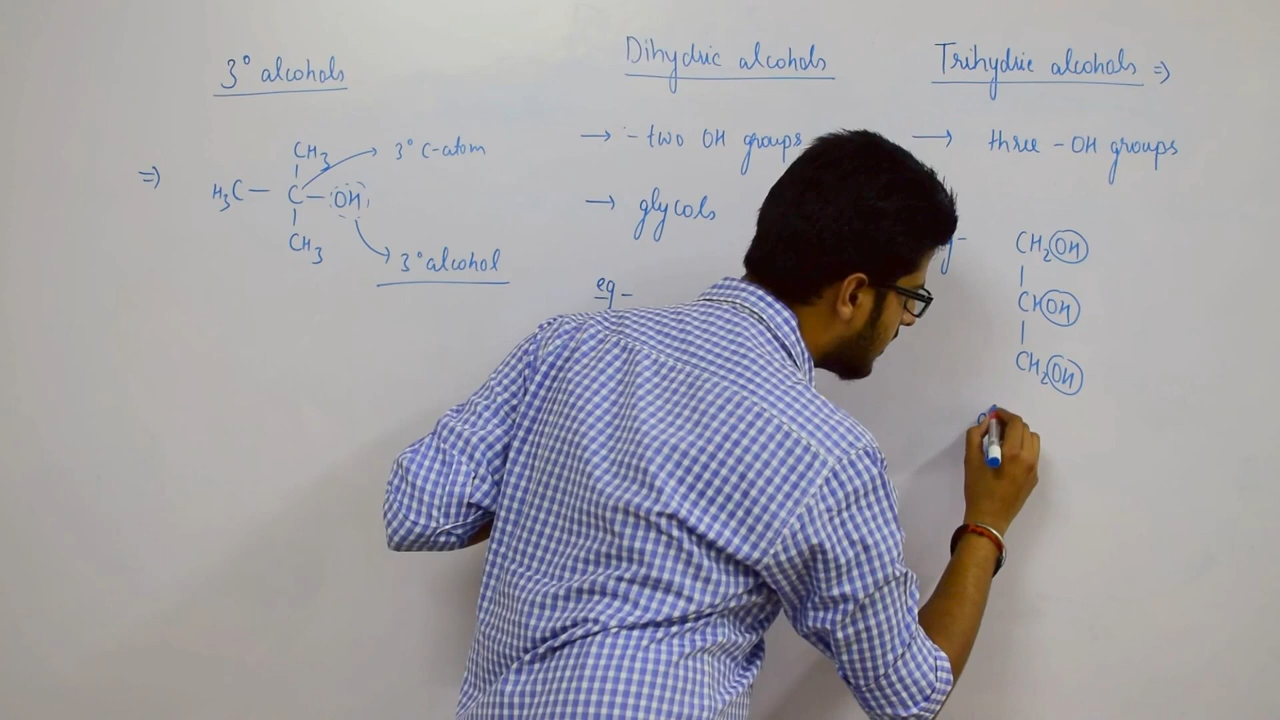 3° alcohols
⇒
CH₃
H₃C — C — OH
CH₃
3° C-atom
3° alcohol
Dihydric alcohols
→ - two OH groups
→ glycols
eg -
Trihydric alcohols ⇒
→ three - OH groups
CH₂OH
|
CHOH
|
CH₂OH